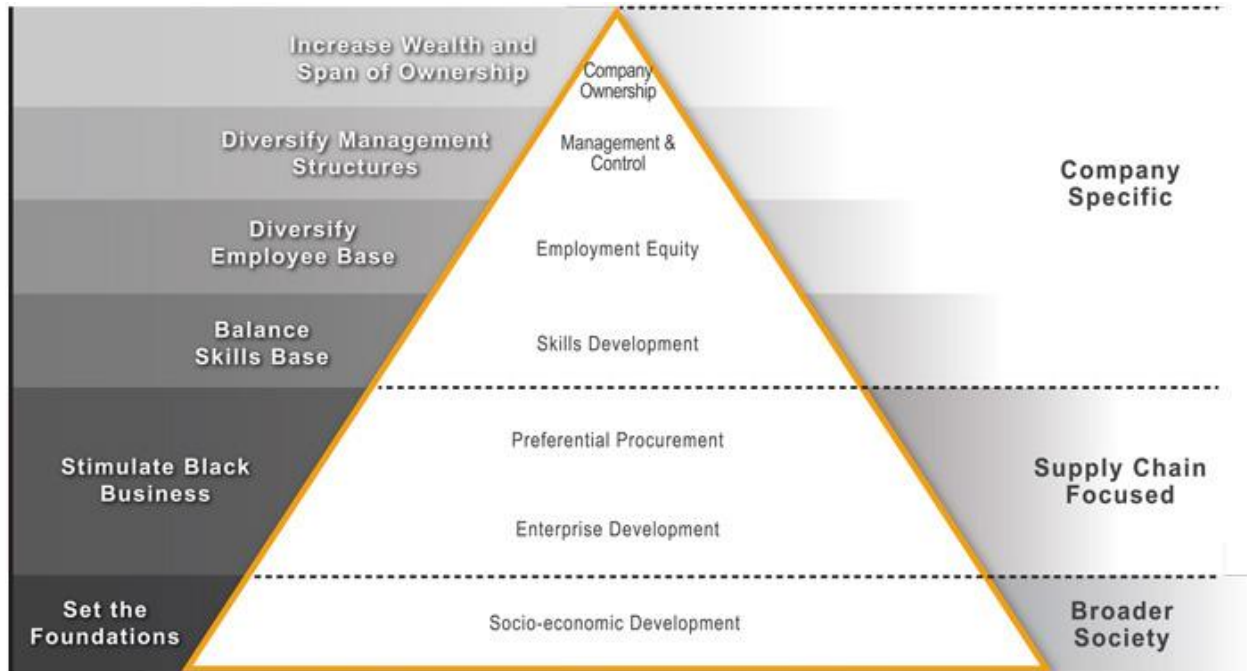 Increase Wealth and
Span of Ownership
Company
Ownership
Diversify Management
Structures
Management &
Control
Company
Specific
Diversify
Employee Base
Employment Equity
Balance
Skills Base
Skills Development
Preferential Procurement
Stimulate Black
Business
Supply Chain
Focused
Enterprise Development
Set the
Foundations
Socio-economic Development
Broader
Society